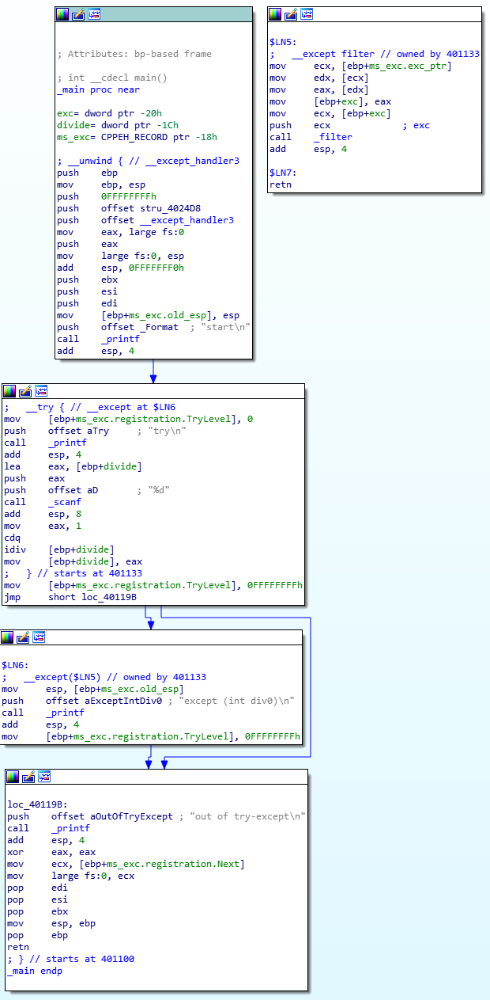 ; Attributes: bp-based frame
; int __cdecl main()
_main proc near
exc= dword ptr -20h
divide= dword ptr -1Ch
ms_exc= CPPEH_RECORD ptr -18h
; __unwind { // __except_handler3
push ebp
mov ebp, esp
push 0FFFFFFFFh
push offset stru_4024D8
push offset __except_handler3
mov eax, large fs:0
push eax
mov large fs:0, esp
add esp, 0FFFFFFF0h
push ebx
push esi
push edi
mov [ebp+ms_exc.old_esp], esp
push offset _Format ; "start\n"
call _printf
add esp, 4
$LN5:
; __except filter // owned by 401133
mov ecx, [ebp+ms_exc.exc_ptr]
mov edx, [ecx]
mov eax, [edx]
mov [ebp+exc], eax
mov ecx, [ebp+exc]
push ecx ; exc
call _filter
add esp, 4
$LN7:
retn
; __try { // __except at $LN6
mov [ebp+ms_exc.registration.TryLevel], 0
push offset aTry ; "try\n"
call _printf
add esp, 4
lea eax, [ebp+divide]
push eax
push offset aD ; "%d"
call _scanf
add esp, 8
mov eax, 1
cdq
idiv [ebp+divide]
mov [ebp+divide], eax
; } // starts at 401133
mov [ebp+ms_exc.registration.TryLevel], 0FFFFFFFFh
jmp short loc_40119B
$LN6:
; __except($LN5) // owned by 401133
mov esp, [ebp+ms_exc.old_esp]
push offset aExceptIntDiv0 ; "except (int div0)\n"
call _printf
add esp, 4
mov [ebp+ms_exc.registration.TryLevel], 0FFFFFFFFh
loc_40119B:
push offset aOutOfTryExcept ; "out of try-except\n"
call _printf
add esp, 4
xor eax, eax
mov ecx, [ebp+ms_exc.registration.Next]
mov large fs:0, ecx
pop edi
pop esi
pop ebx
mov esp, ebp
pop ebp
retn
; } // starts at 401100
_main endp